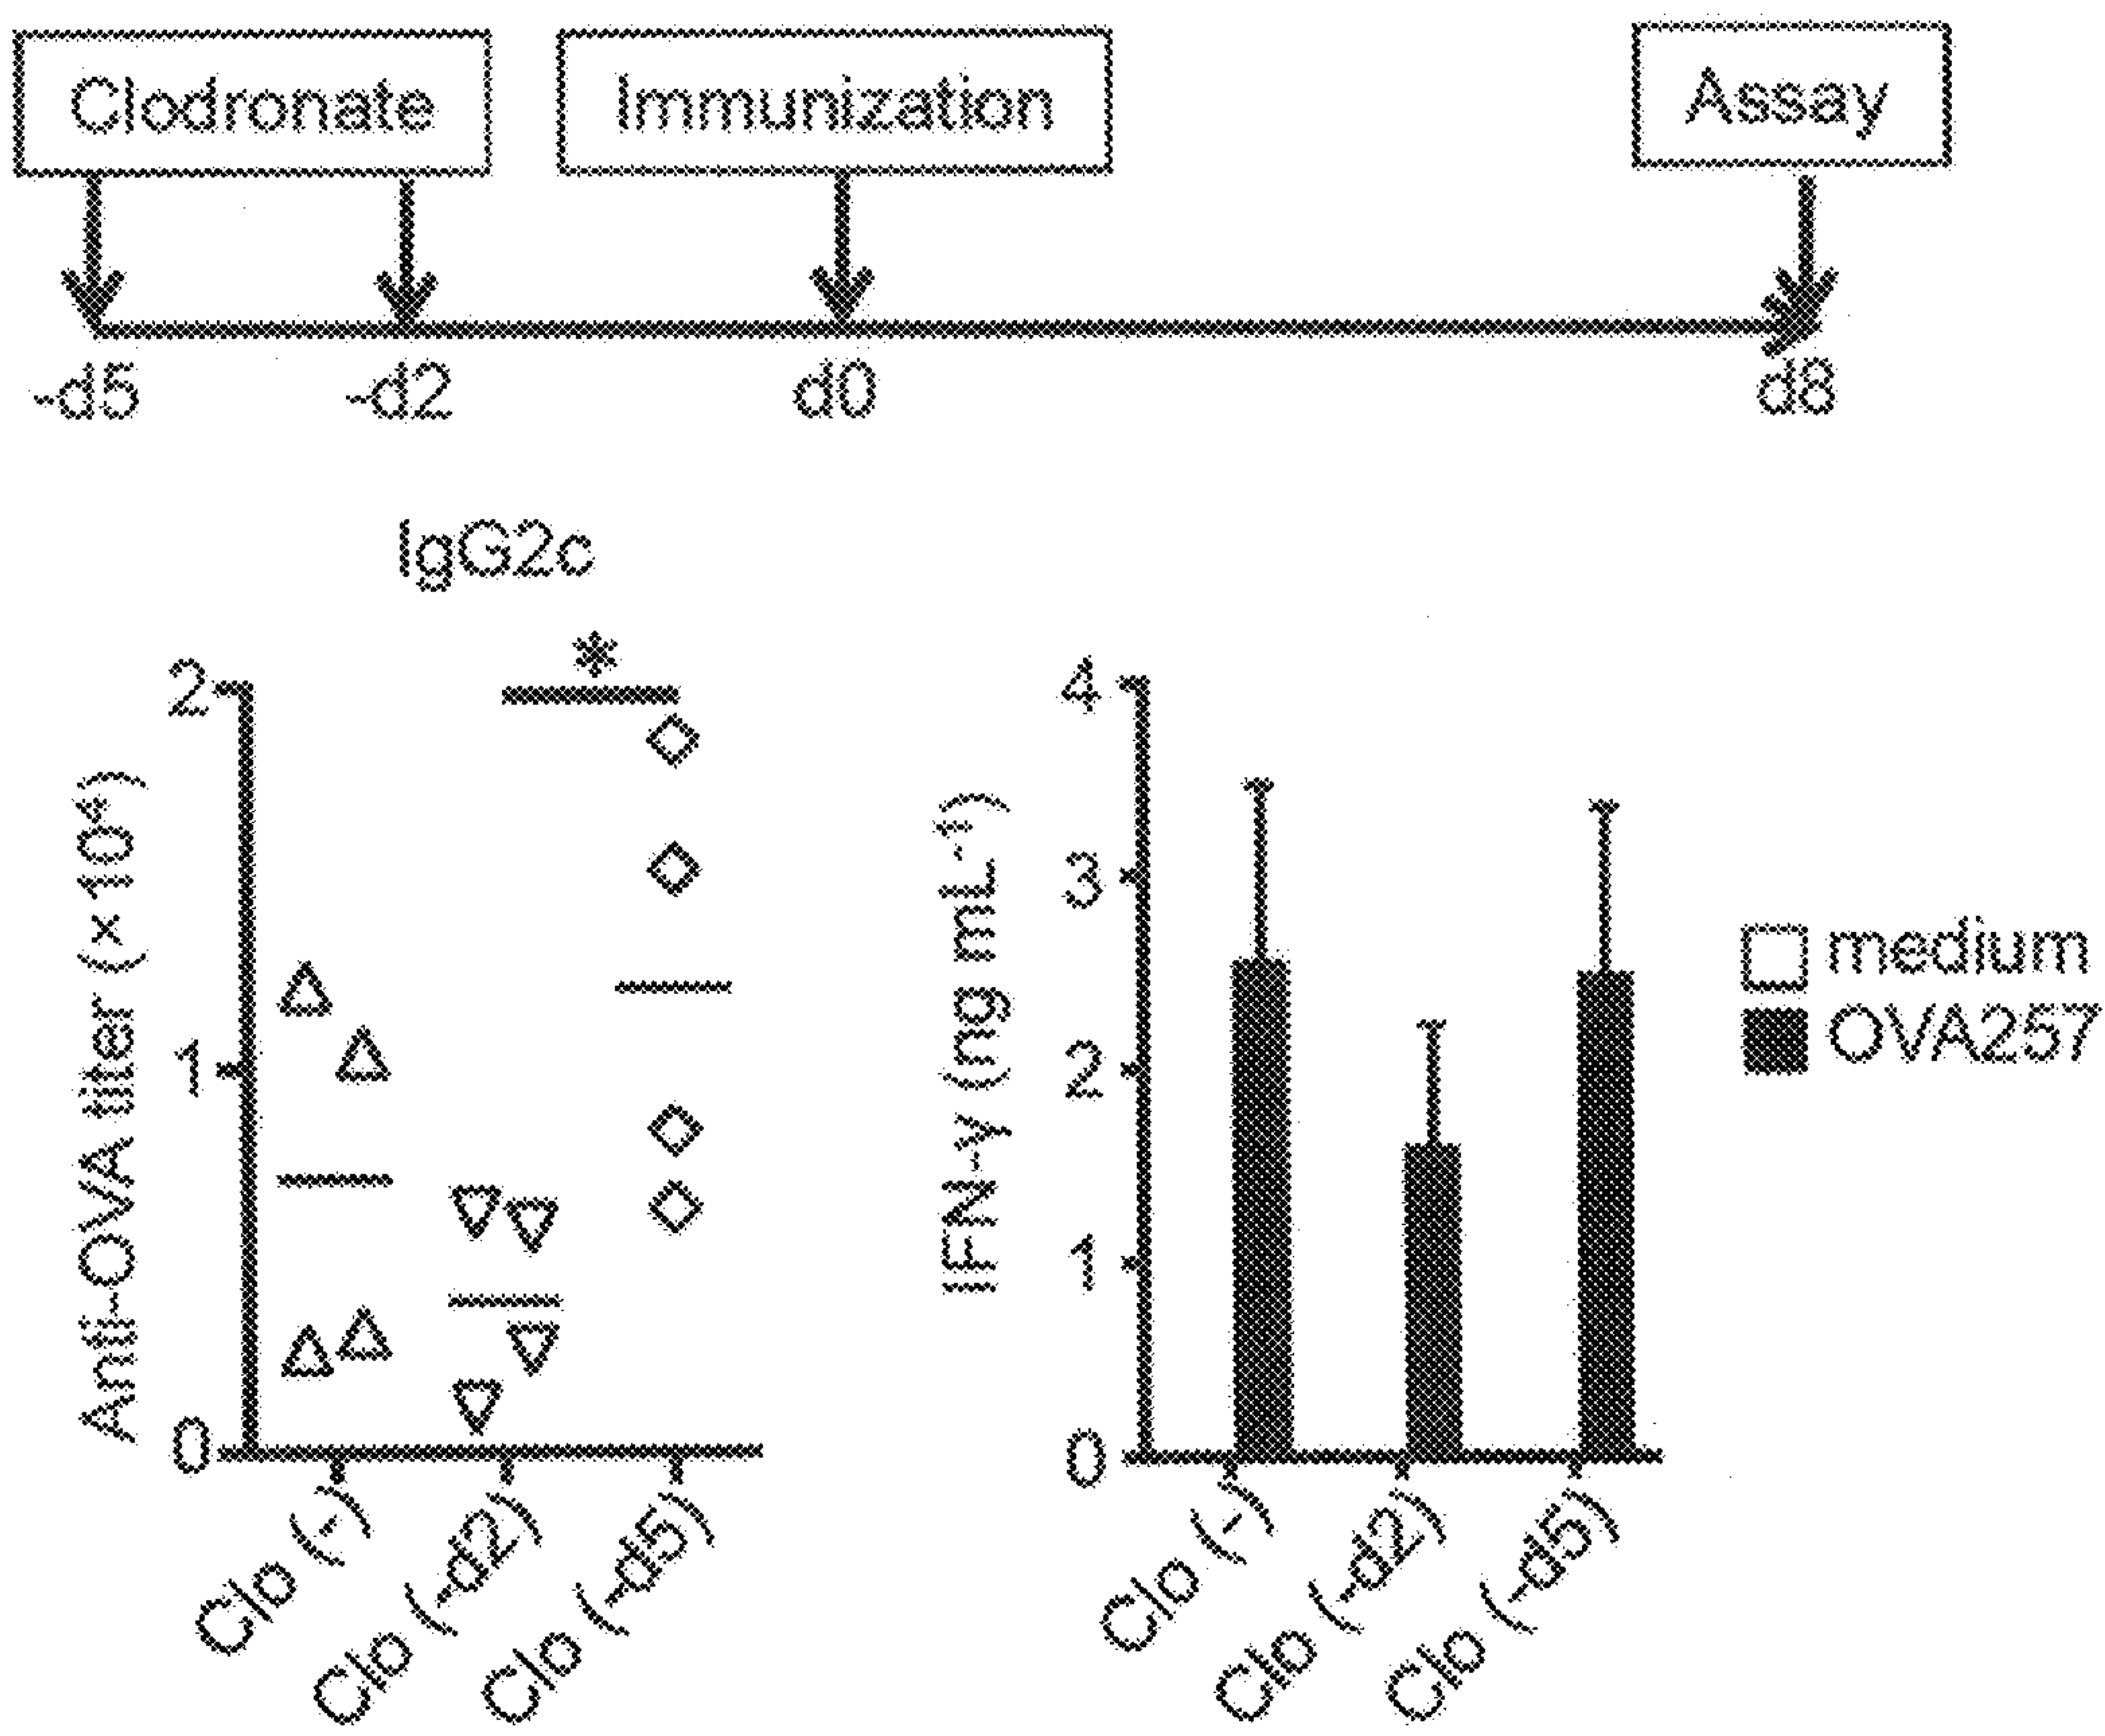 Clodronate Immunization Assay
-d5 -d2 d0 d8
IgG2c
*
Anti-OVA titer (×10⁴)
2
1
0
Clo (-)
Clo (-d2)
Clo (-d5)
IFN-γ (ng mL⁻¹)
4
3
2
1
0
Clo (-)
Clo (-d2)
Clo (-d5)
medium
OVA257